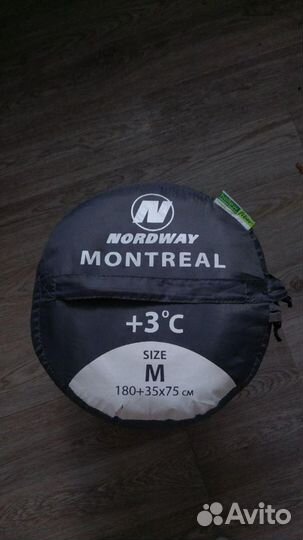 N
NORDWAY
MONTREAL
+3°C
SIZE
M
180+35x75 см
Avito